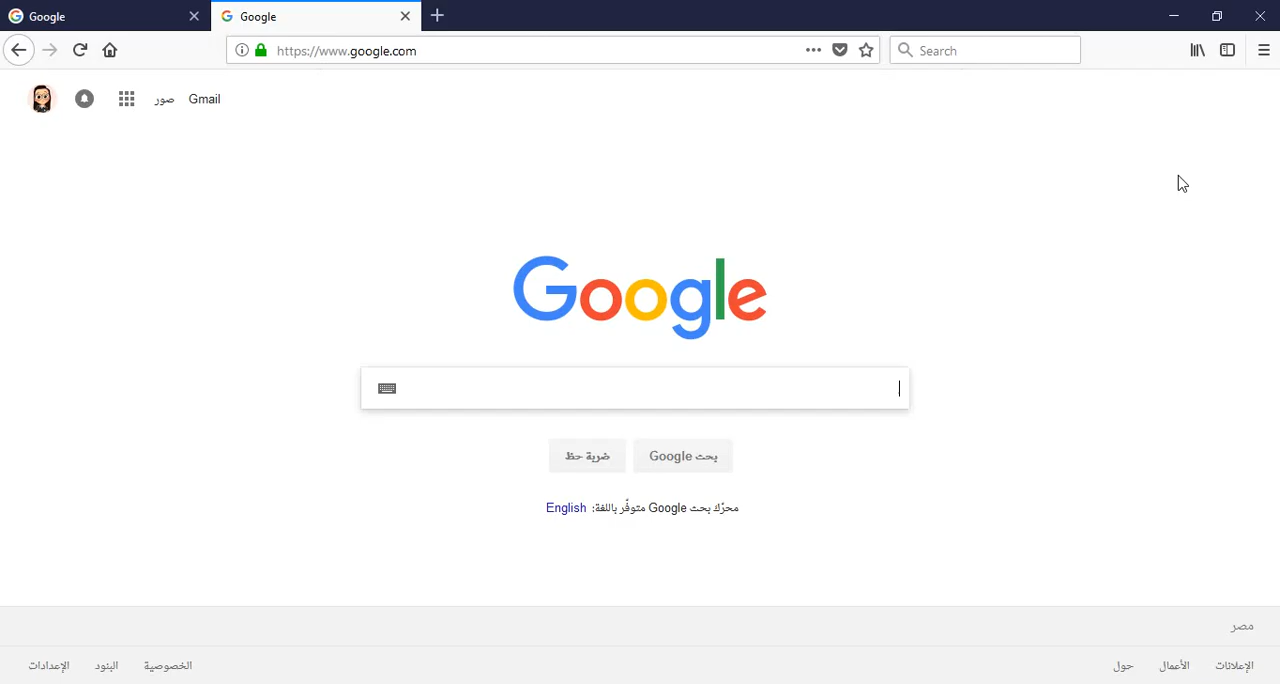 Google
Google
https://www.google.com
Search
صور
Gmail
Google
ضربة حظ
بحث Google
محرّك بحث Google متوفّر باللغة: English
مصر
الإعدادات
البنود
الخصوصية
حول
الأعمال
الإعلانات